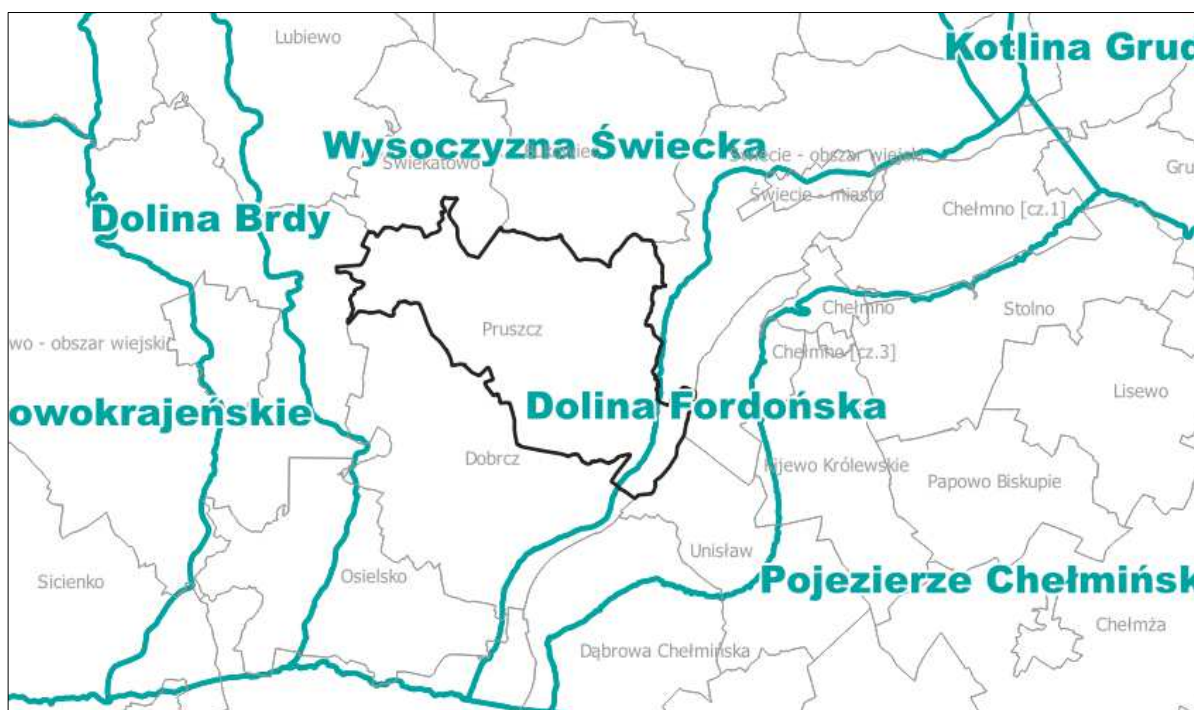 Lubiewo
Kotlina Grud
Wysoczyzna Świecka
Świekatowo
Świecie - obszar wiejski
Gru
Świecie - miasto
Dolina Brdy
Chełmno [cz.1]
Pruszcz
Chełmno
Stolno
wo - obszar wiejski
Chełmno [cz.3]
Lisewo
owokrajeńskie
Dolina Fordońska
Dobrcz
Kijewo Królewskie
Papowo Biskupie
Unisław
Sicienko
Osielsko
Pojezierze Chełmińsk
Chełmża
Dąbrowa Chełmińska